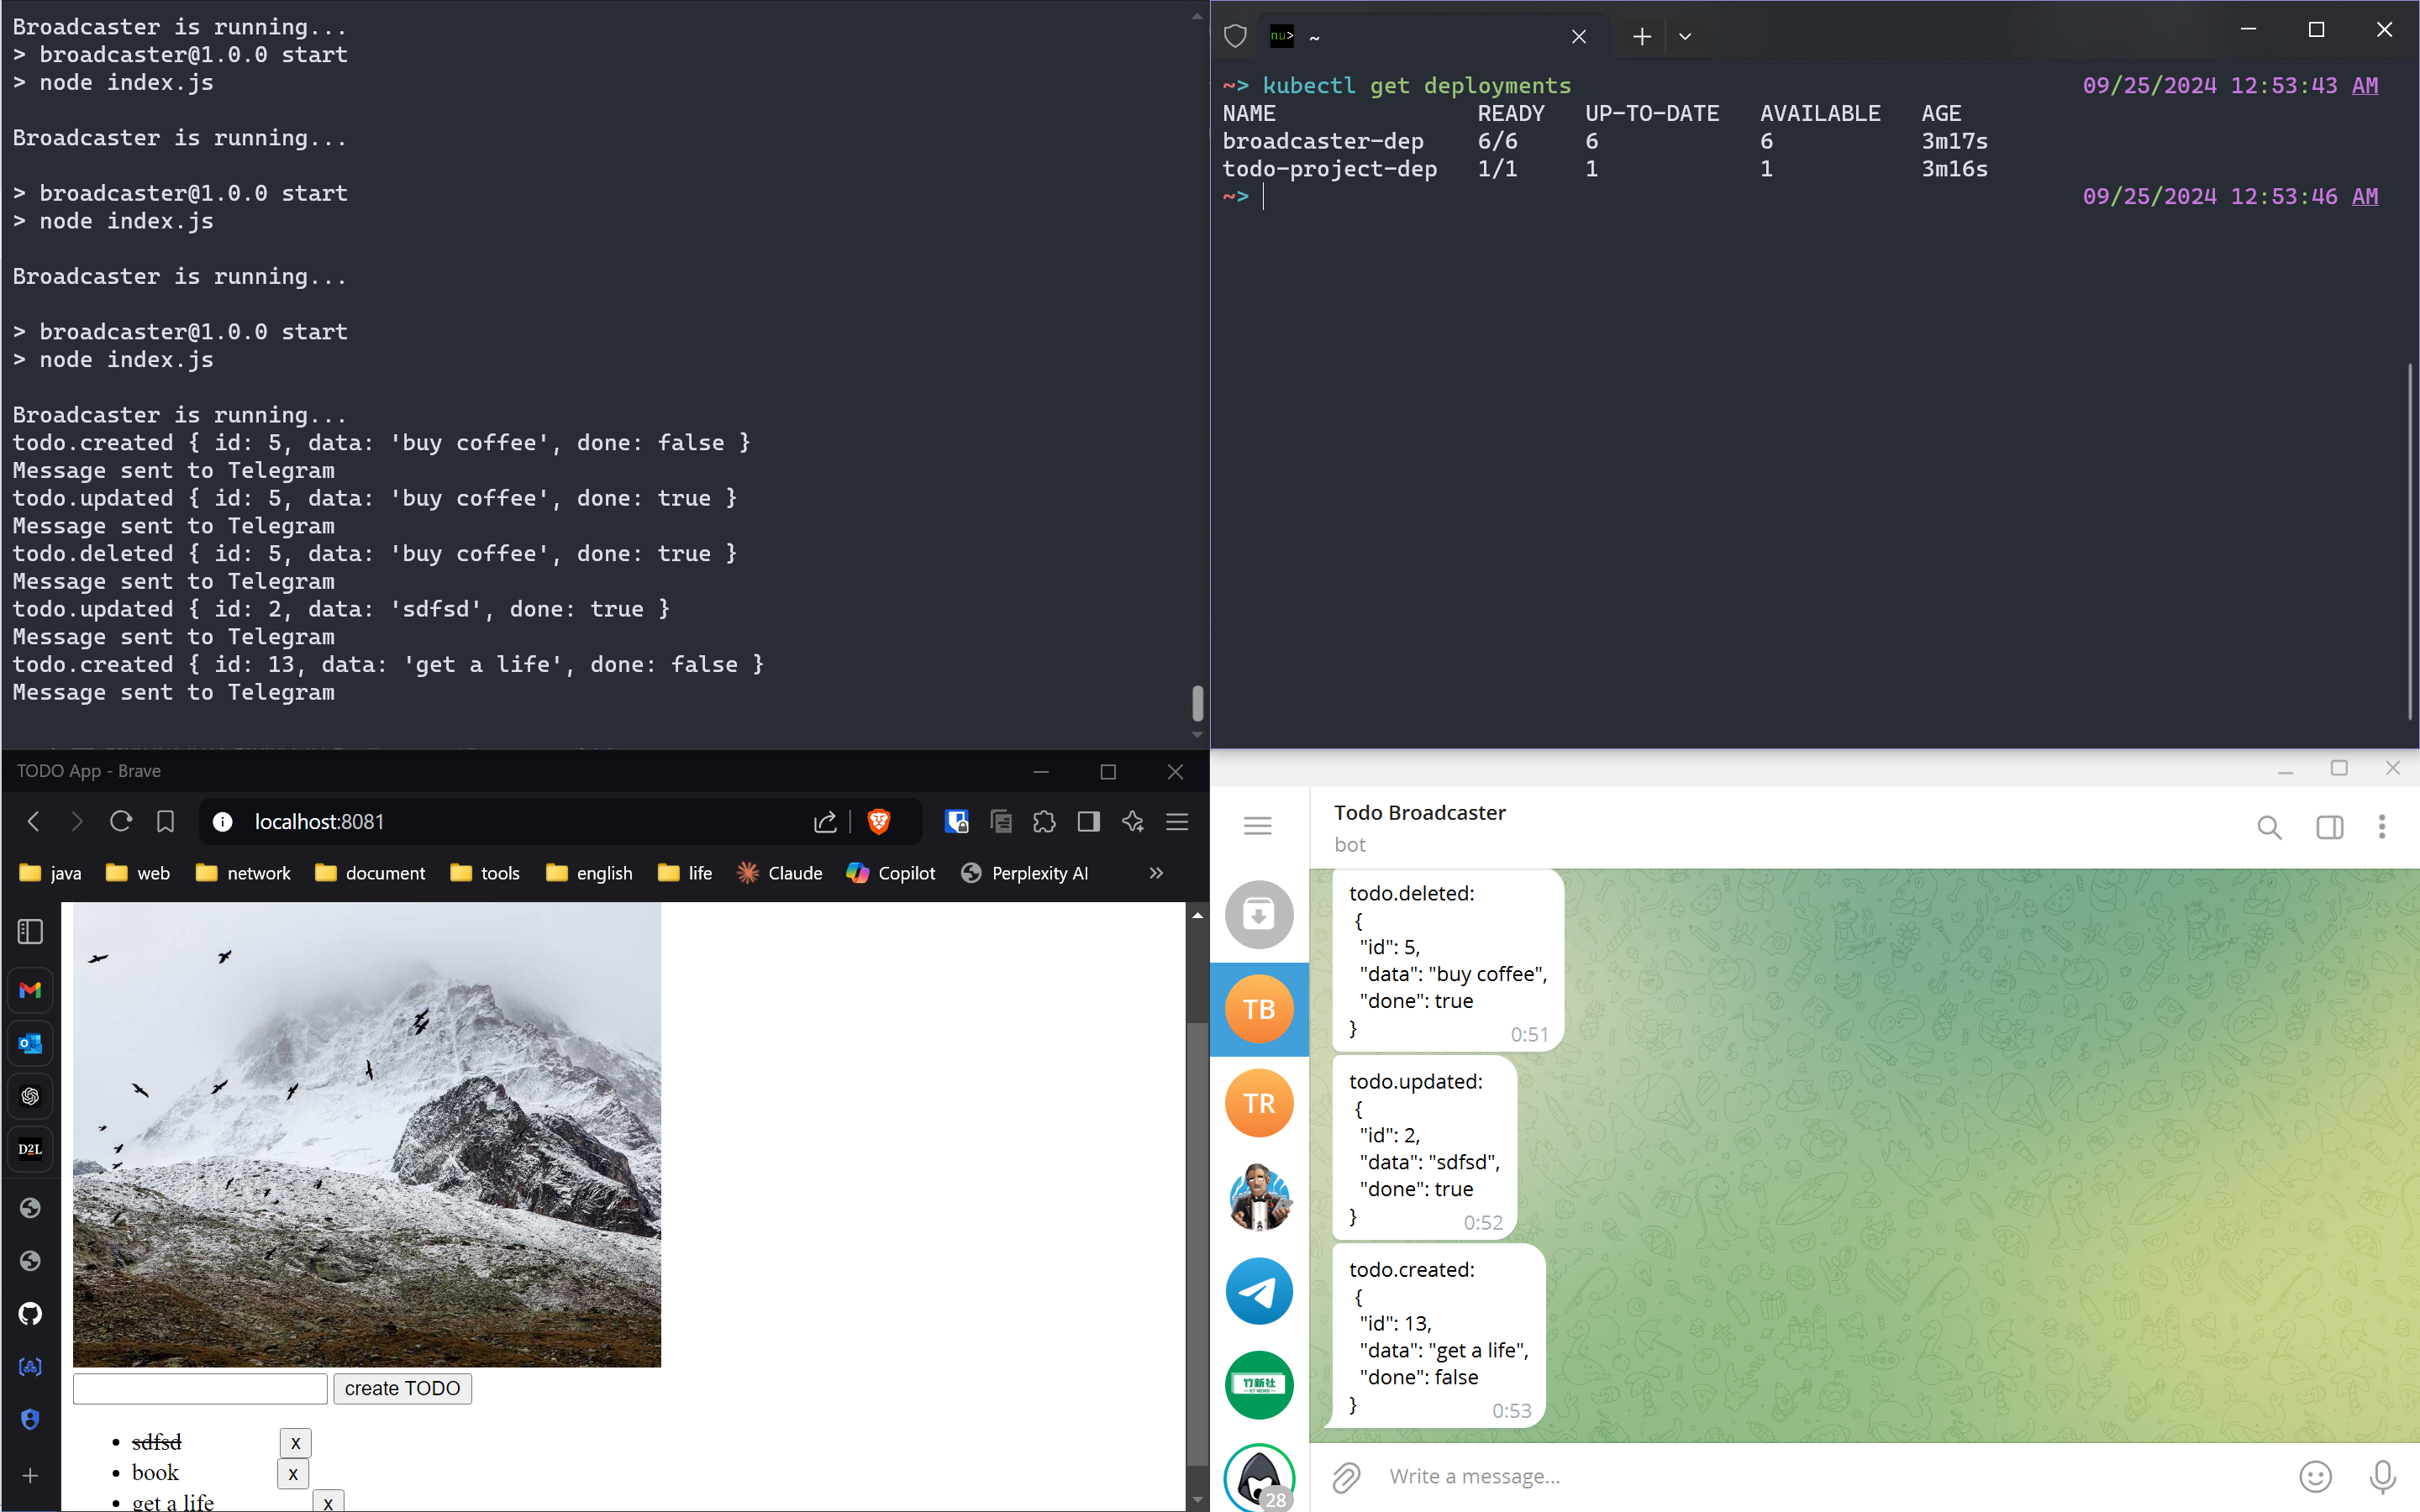 Broadcaster is running...
> broadcaster@1.0.0 start
> node index.js
Broadcaster is running...
> broadcaster@1.0.0 start
> node index.js
Broadcaster is running...
> broadcaster@1.0.0 start
> node index.js
Broadcaster is running...
todo.created { id: 5, data: 'buy coffee', done: false }
Message sent to Telegram
todo.updated { id: 5, data: 'buy coffee', done: true }
Message sent to Telegram
todo.deleted { id: 5, data: 'buy coffee', done: true }
Message sent to Telegram
todo.updated { id: 2, data: 'sdfsd', done: true }
Message sent to Telegram
todo.created { id: 13, data: 'get a life', done: false }
Message sent to Telegram
nu> ~
~> kubectl get deployments 09/25/2024 12:53:43 AM
NAME READY UP-TO-DATE AVAILABLE AGE
broadcaster-dep 6/6 6 6 3m17s
todo-project-dep 1/1 1 1 3m16s
~> 09/25/2024 12:53:46 AM
TODO App - Brave
localhost:8081
java web network document tools english life Claude Copilot Perplexity AI »
D2L
create TODO
sdfsd x
book x
get a life x
Todo Broadcaster
bot
TB
TR
竹新社
28
todo.deleted:
{
"id": 5,
"data": "buy coffee",
"done": true
}
0:51
todo.updated:
{
"id": 2,
"data": "sdfsd",
"done": true
}
0:52
todo.created:
{
"id": 13,
"data": "get a life",
"done": false
}
0:53
Write a message...